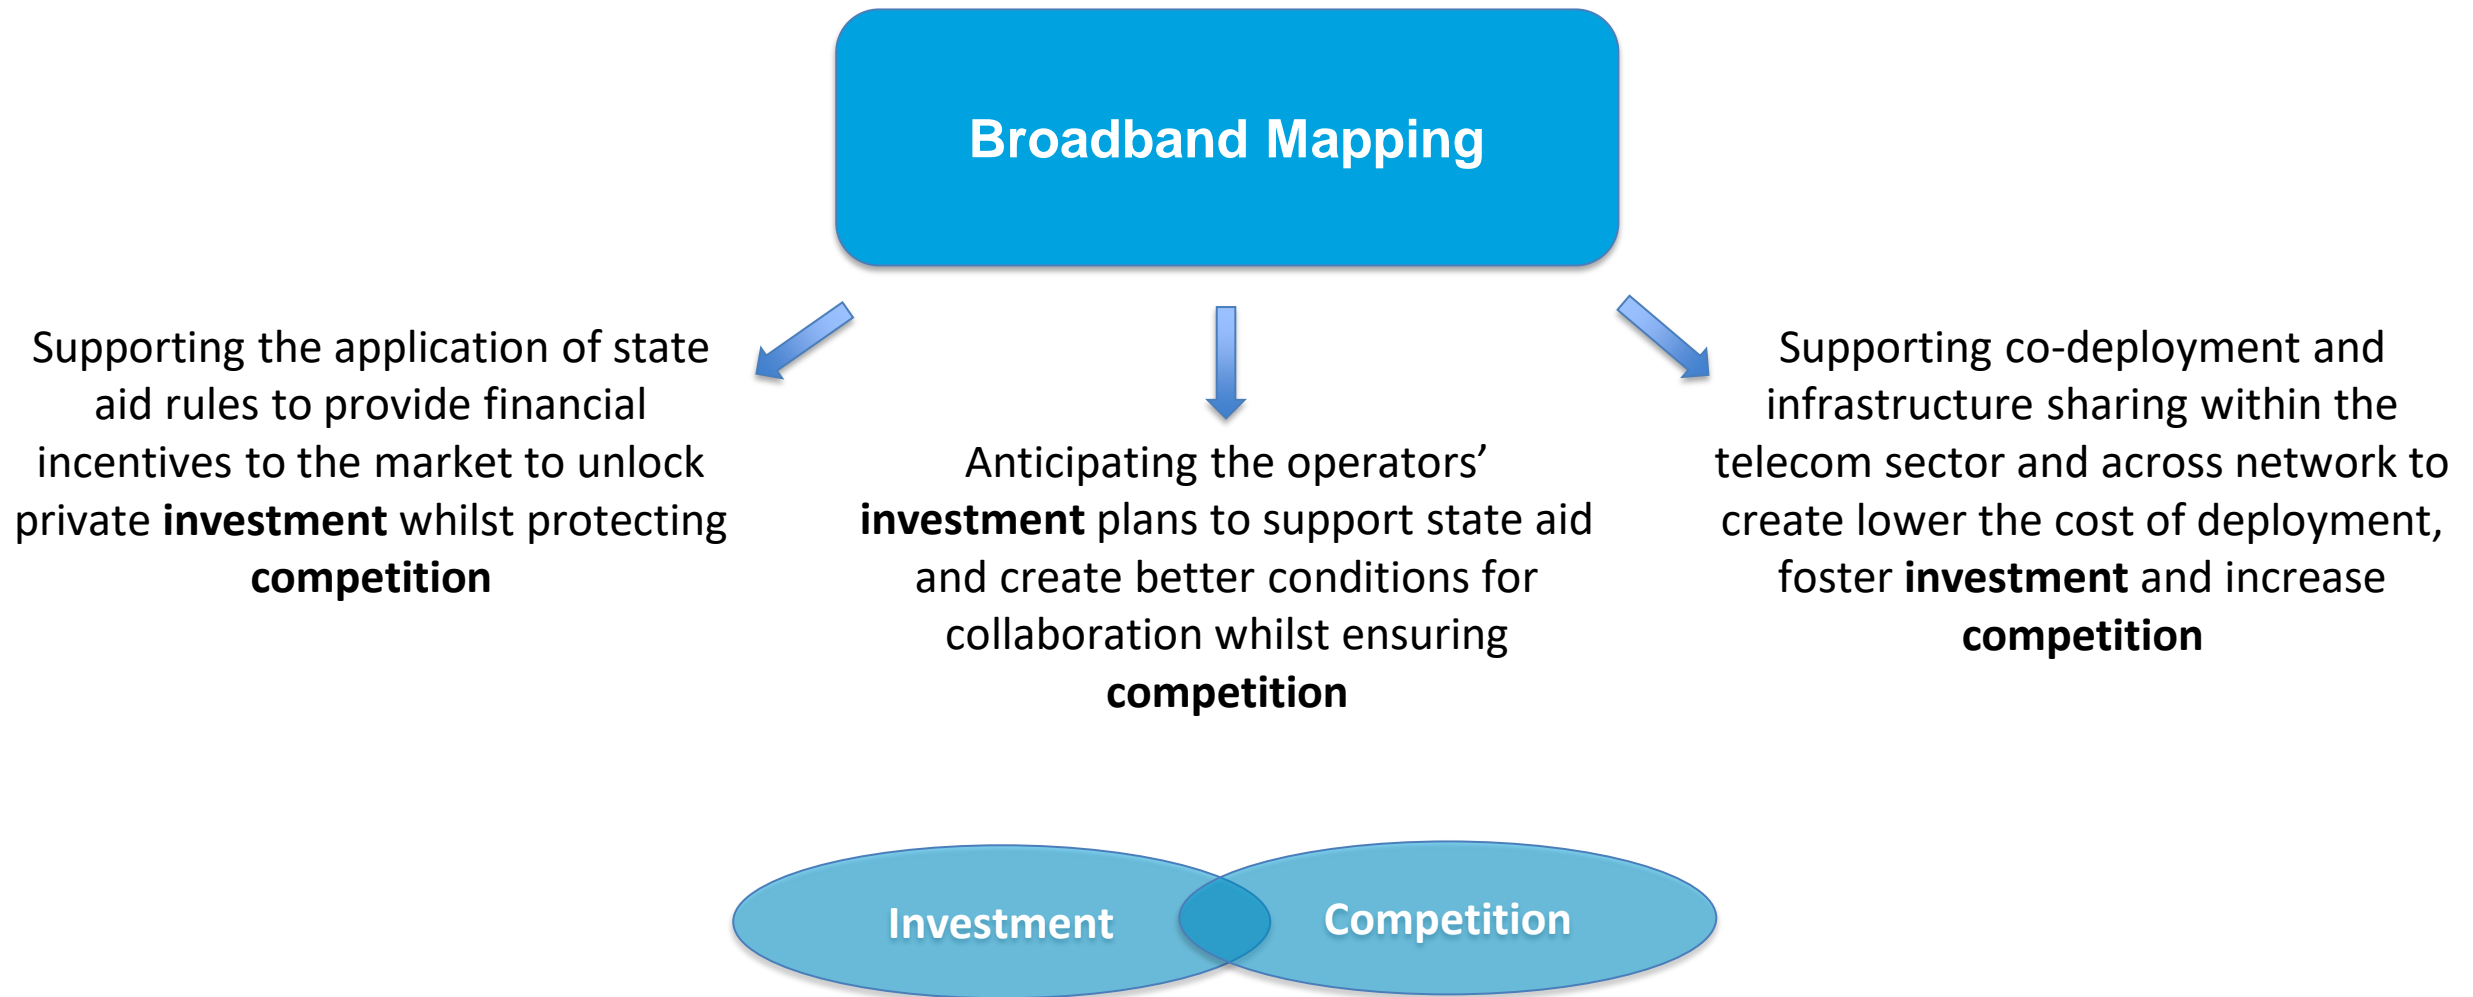 Broadband Mapping
Supporting the application of state
aid rules to provide financial
incentives to the market to unlock
private investment whilst protecting
competition
Anticipating the operators’
investment plans to support state aid
and create better conditions for
collaboration whilst ensuring
competition
Supporting co-deployment and
infrastructure sharing within the
telecom sector and across network to
create lower the cost of deployment,
foster investment and increase
competition
Investment
Competition